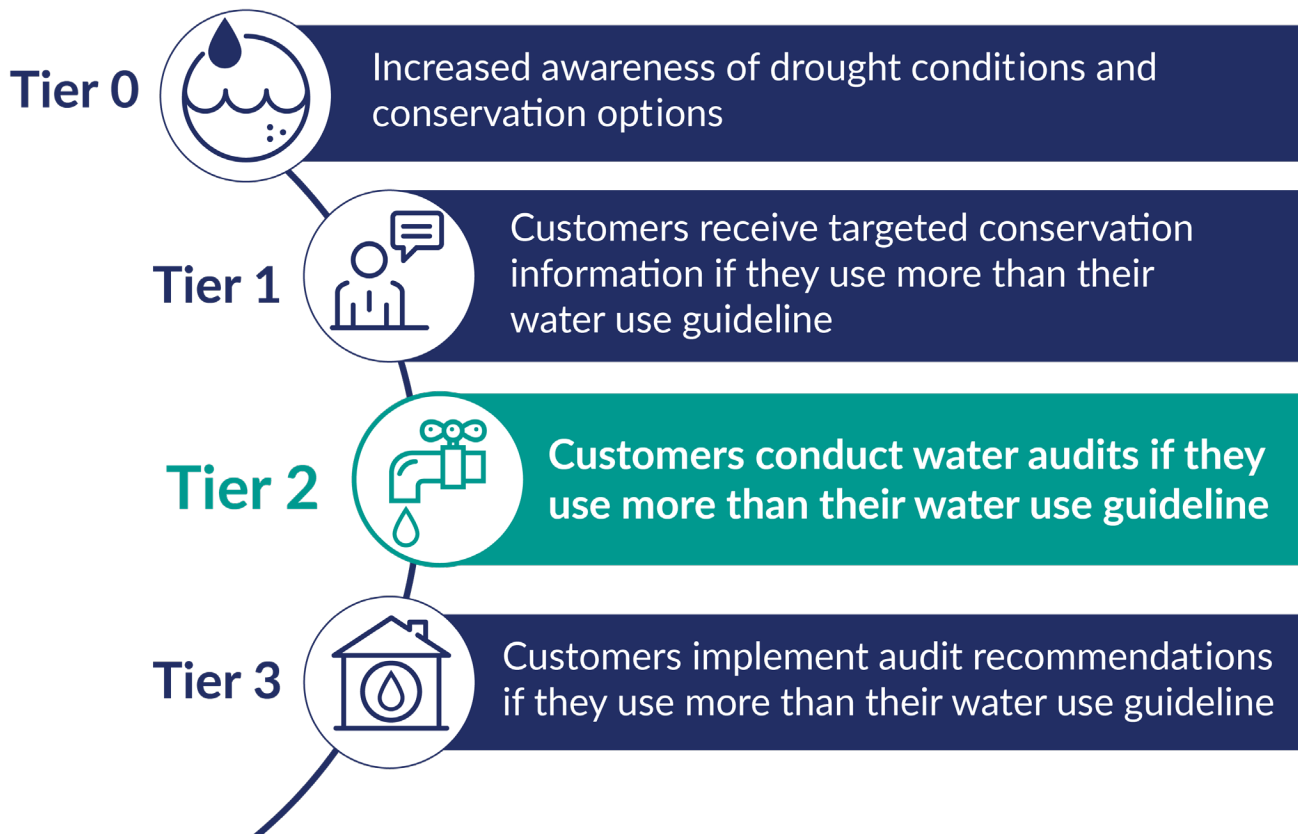 Tier 0
Increased awareness of drought conditions and
conservation options
Tier 1
Customers receive targeted conservation
information if they use more than their
water use guideline
Tier 2
Customers conduct water audits if they
use more than their water use guideline
Tier 3
Customers implement audit recommendations
if they use more than their water use guideline